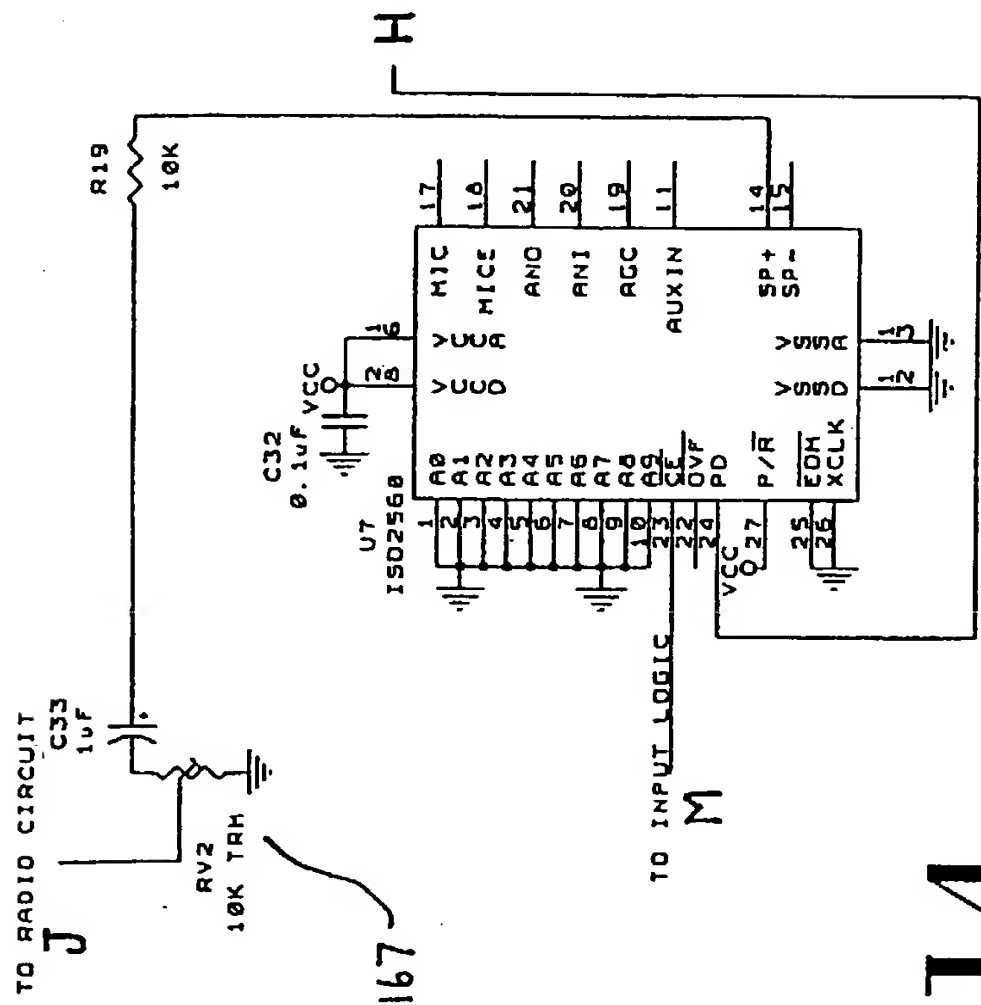 TO RADIO CIRCUIT
J
C33
1uF
RV2
10K TRM
167
R19
10K
H
C32
0.1uF
VCC
U7
ISD2560
28
16
VCCD
VCCA
1 A0
2 A1
3 A2
4 A3
5 A4
6 A5
7 A6
8 A7
9 A8
10 A9
23 CE
22 OVF
24 PD
VCC
27 P/R
25 EOM
26 XCLK
MIC 17
MICE 18
ANO 21
ANI 20
AGC 19
AUXIN 11
SP+ 14
SP- 15
VSSD
VSSA
12
13
TO INPUT LOGIC
M